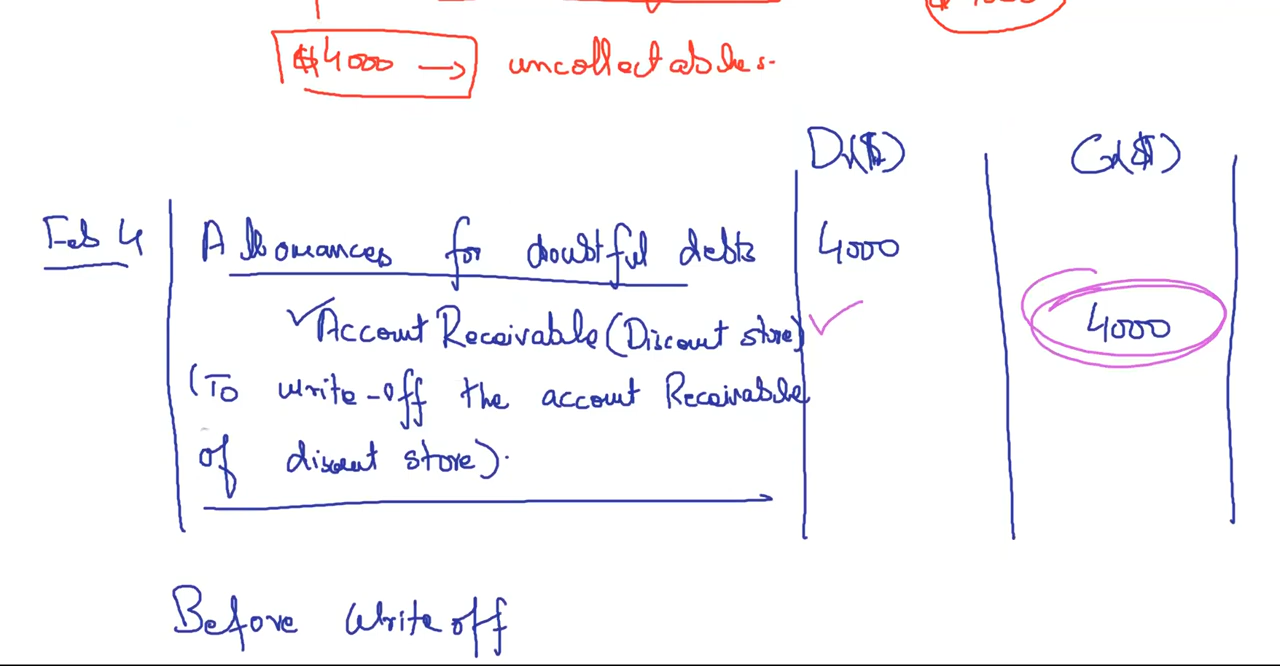 $4000
$4000 → uncollectables.
Dr($) Cr($)
Feb 4 Allowances for doubtful debts 4000
Account Receivable (Discount store) 4000
(To write-off the account Receivable
of discount store).
Before Write off